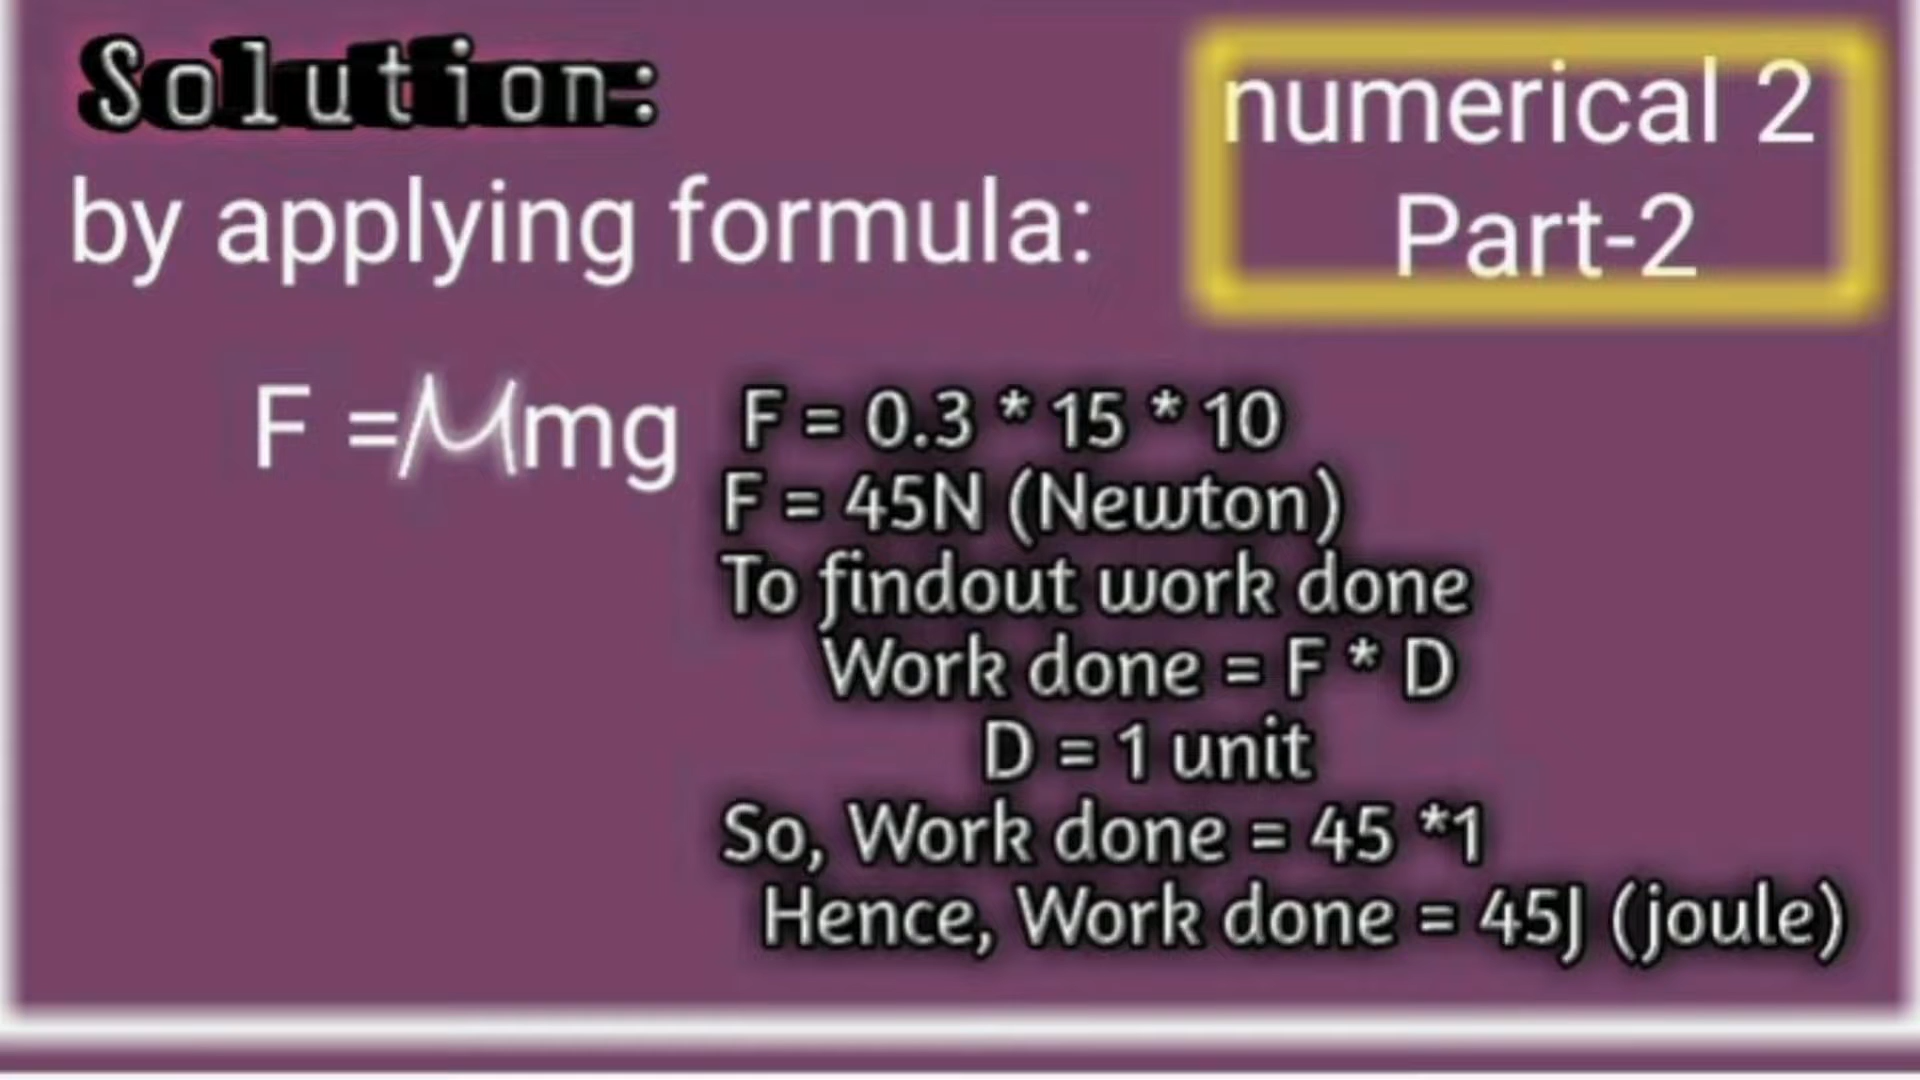 Solution:
numerical 2
Part-2
by applying formula:
F =Mmg
F = 0.3 * 15 * 10
F = 45N (Newton)
To findout work done
Work done = F * D
D = 1 unit
So, Work done = 45 *1
Hence, Work done = 45J (joule)